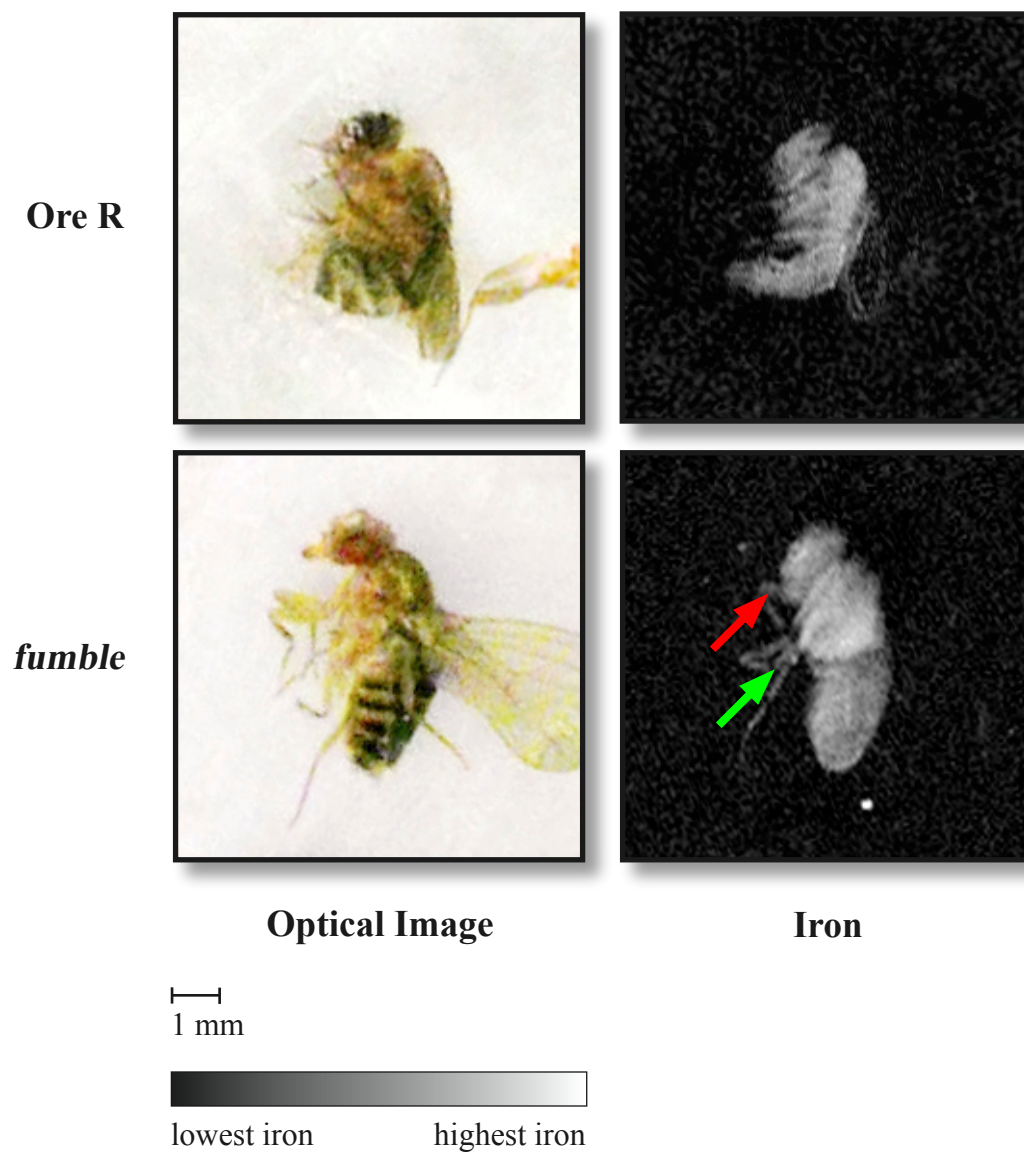 Ore R
fumble
Optical Image
Iron
1 mm
lowest iron
highest iron